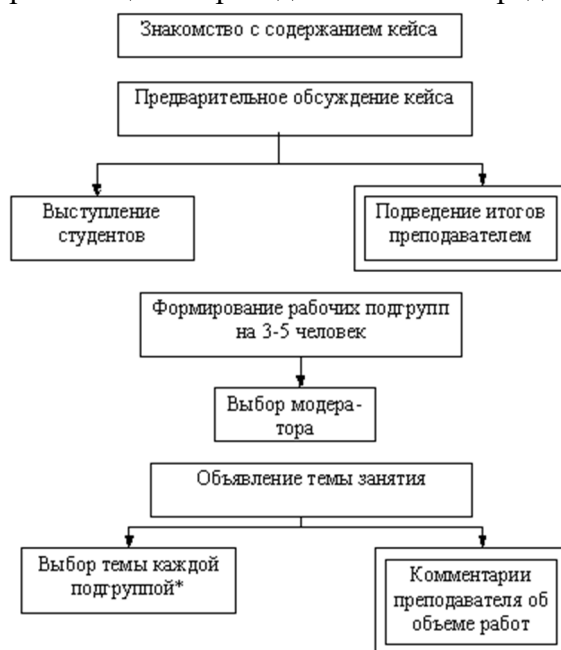 Знакомство с содержанием кейса
Предварительное обсуждение кейса
Выступление
студентов
Подведение итогов
преподавателем
Формирование рабочих подгрупп
на 3-5 человек
Выбор модера-
тора
Объявление темы занятия
Выбор темы каждой
подгруппой*
Комментарии
преподавателя об
объеме работ